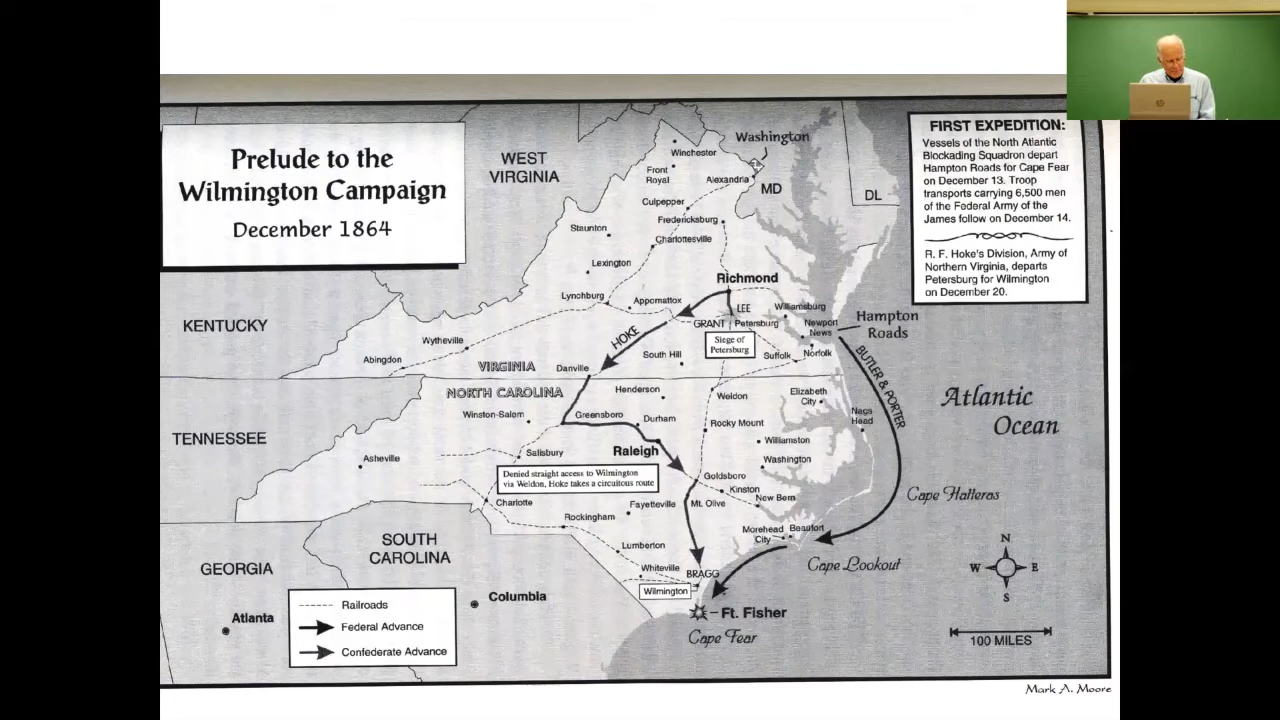 Prelude to the
Wilmington Campaign
December 1864
FIRST EXPEDITION:
Vessels of the North Atlantic
Blockading Squadron depart
Hampton Roads for Cape Fear
on December 13. Troop
transports carrying 6,500 men
of the Federal Army of the
James follow on December 14.
R. F. Hoke's Division, Army of
Northern Virginia, departs
Petersburg for Wilmington
on December 20.
Washington
WEST
VIRGINIA
Winchester
Front
Royal
Alexandria
MD
DL
Culpepper
Fredericksburg
Staunton
Charlottesville
Lexington
Richmond
Lynchburg
Appomattox
LEE
Williamsburg
GRANT
Petersburg
Newport
News
Hampton
Roads
KENTUCKY
Wytheville
HOKE
Siege of
Petersburg
Suffolk
Norfolk
BUTLER & PORTER
Abingdon
VIRGINIA
Danville
South Hill
NORTH CAROLINA
Henderson
Weldon
Elizabeth
City
Atlantic
Ocean
Winston-Salem
Greensboro
Durham
Nags
Head
TENNESSEE
Rocky Mount
Williamston
Asheville
Salisbury
Raleigh
Washington
Denied straight access to Wilmington
via Weldon, Hoke takes a circuitous route
Goldsboro
Kinston
Cape Hatteras
Charlotte
Fayetteville
Mt. Olive
New Bern
Rockingham
Morehead
City
Beaufort
SOUTH
CAROLINA
Lumberton
Cape Lookout
N
W
E
S
GEORGIA
Whiteville
BRAGG
Wilmington
Columbia
Ft. Fisher
Atlanta
Cape Fear
Railroads
Federal Advance
Confederate Advance
100 MILES
Mark A. Moore
hp